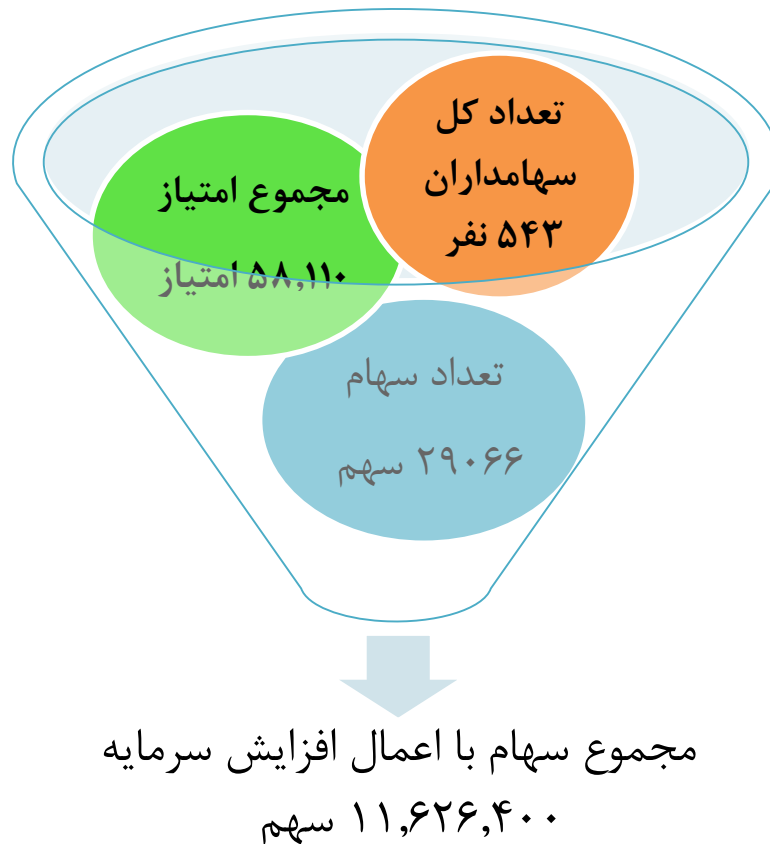 تعداد کل
سهامداران
۵۴۳ نفر
مجموع امتیاز
۵۸,۱۱۰ امتیاز
تعداد سهام
۲۹۰۶۶ سهم
مجموع سهام با اعمال افزایش سرمایه
۱۱,۶۲۶,۴۰۰ سهم